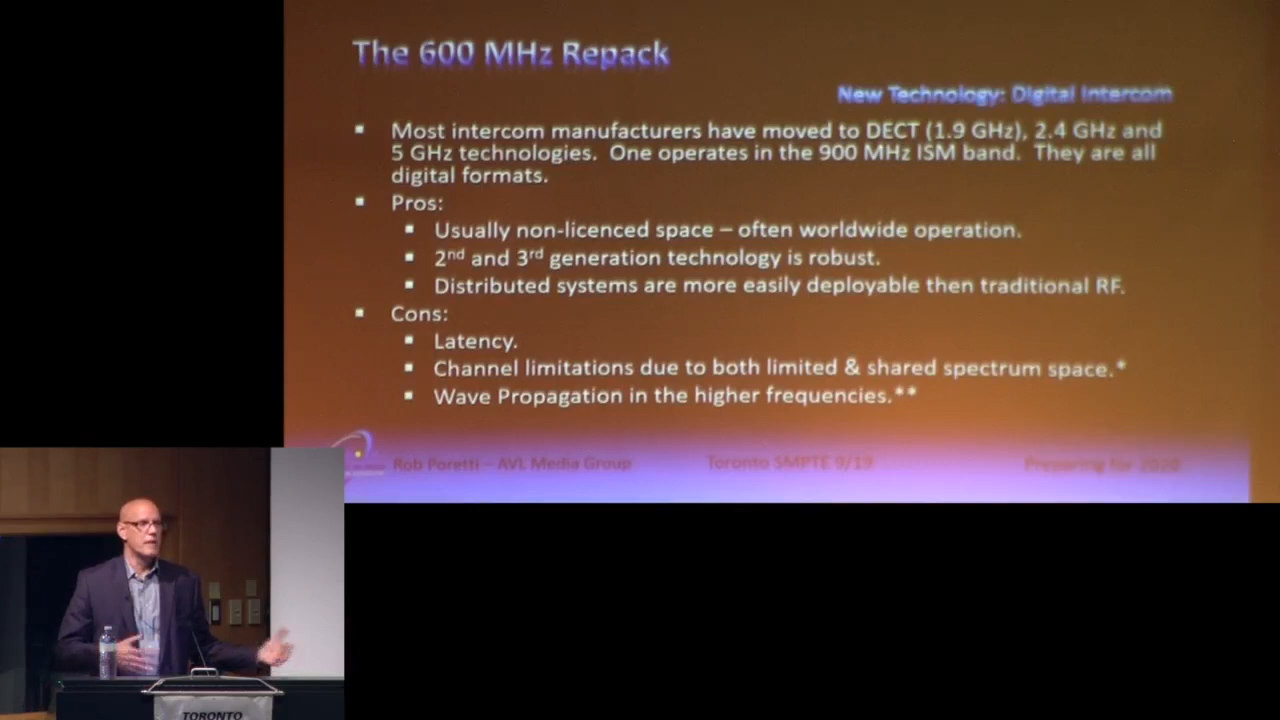 The 600 MHz Repack
New Technology: Digital Intercom
Most intercom manufacturers have moved to DECT (1.9 GHz), 2.4 GHz and
5 GHz technologies. One operates in the 900 MHz ISM band. They are all
digital formats.
Pros:
Usually non-licenced space – often worldwide operation.
2nd and 3rd generation technology is robust.
Distributed systems are more easily deployable then traditional RF.
Cons:
Latency.
Channel limitations due to both limited & shared spectrum space.*
Wave Propagation in the higher frequencies.**
Rob Poretti – AVL Media Group Toronto SMPTE 9/19 Preparing for 2020
TORONTO